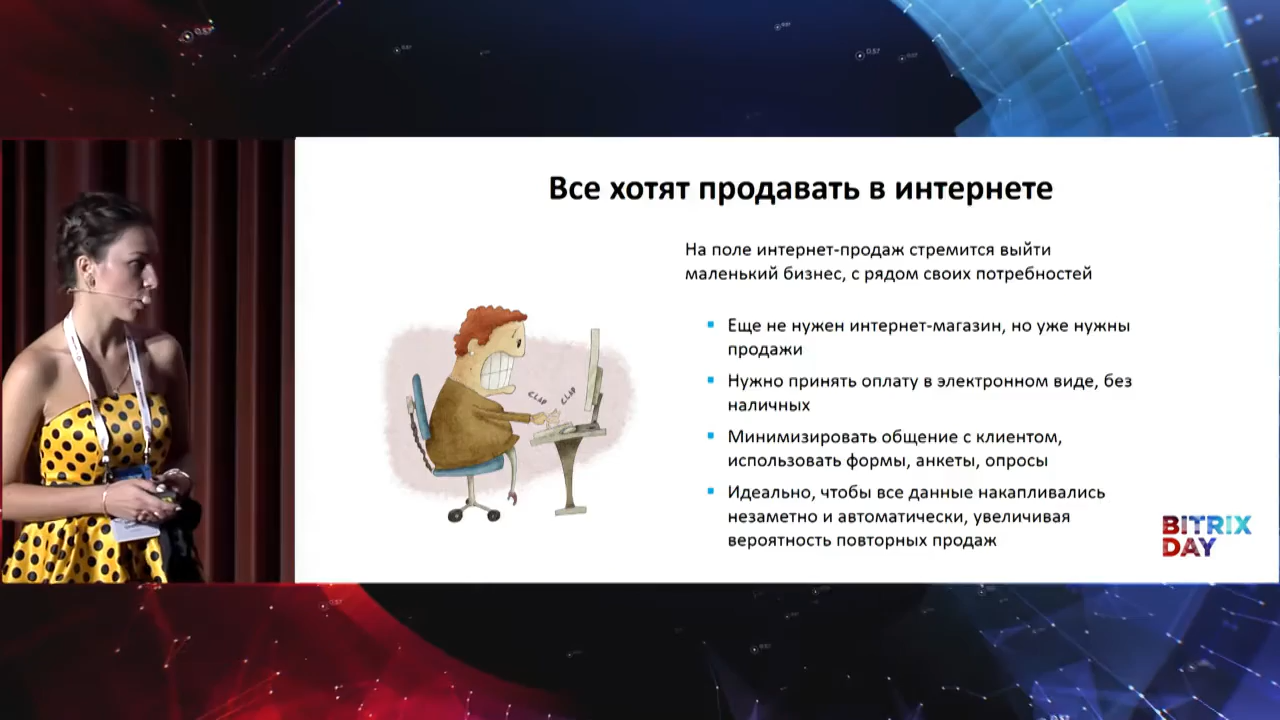 Все хотят продавать в интернете
На поле интернет-продаж стремится выйти
маленький бизнес, с рядом своих потребностей
Еще не нужен интернет-магазин, но уже нужны
продажи
Нужно принять оплату в электронном виде, без
наличных
Минимизировать общение с клиентом,
использовать формы, анкеты, опросы
Идеально, чтобы все данные накапливались
незаметно и автоматически, увеличивая
вероятность повторных продаж
CLAP
CLAP
BITRIX
DAY